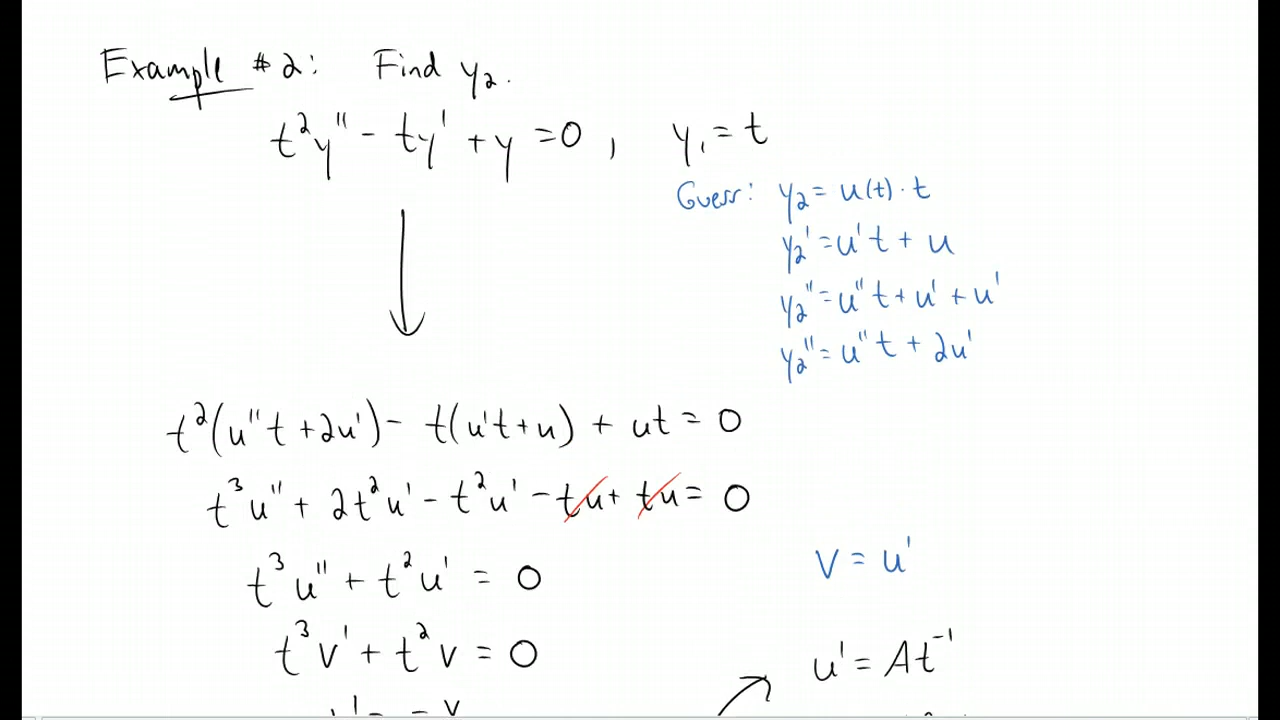 Example #2: Find y₂.
t²y'' - ty' + y = 0, y₁ = t
Guess: y₂ = u(t)·t
y₂' = u't + u
y₂'' = u''t + u' + u'
y₂'' = u''t + 2u'
t²(u''t + 2u') - t(u't + u) + ut = 0
t³u'' + 2t²u' - t²u' - tu + tu = 0
t³u'' + t²u' = 0
v = u'
t³v' + t²v = 0
u' = At⁻¹